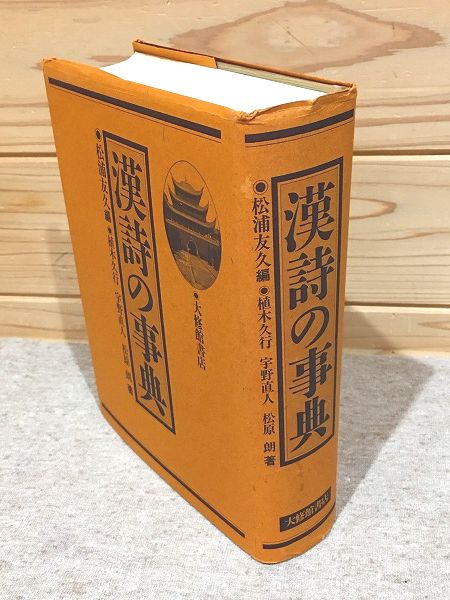 漢詩の事典
●松浦友久編●植木久行 宇野直人 松原 朗 著
●大修館書店
漢詩の事典
●松浦友久編●植木久行 宇野直人 松原 朗 著
大修館書店